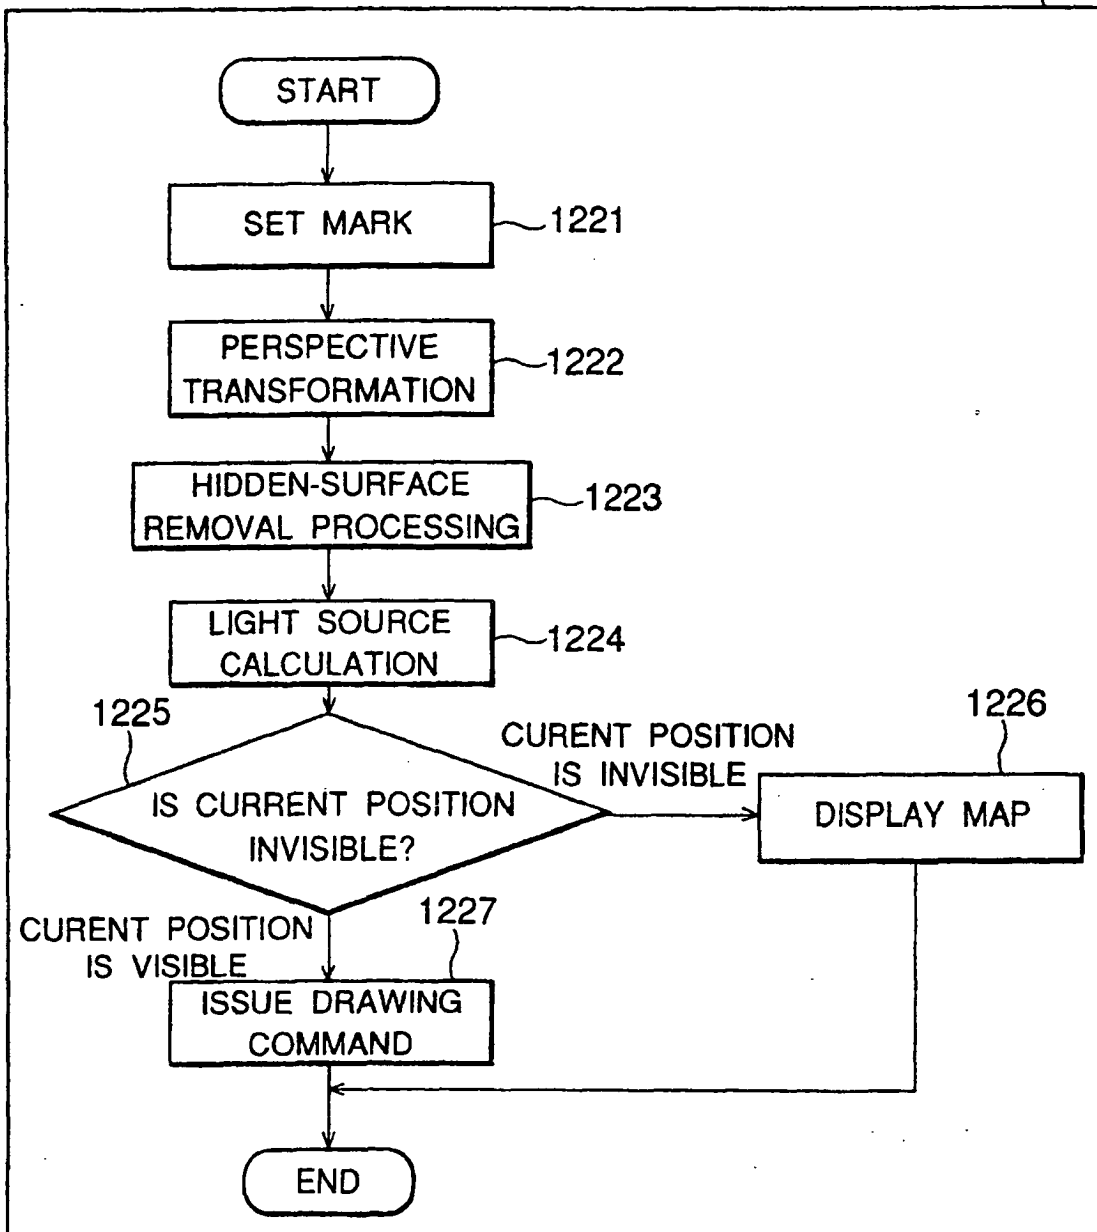 START
SET MARK
1221
PERSPECTIVE
TRANSFORMATION
1222
HIDDEN-SURFACE
REMOVAL PROCESSING
1223
LIGHT SOURCE
CALCULATION
1224
1225
IS CURRENT POSITION
INVISIBLE?
CURENT POSITION
IS INVISIBLE
1226
DISPLAY MAP
CURENT POSITION
IS VISIBLE
1227
ISSUE DRAWING
COMMAND
END